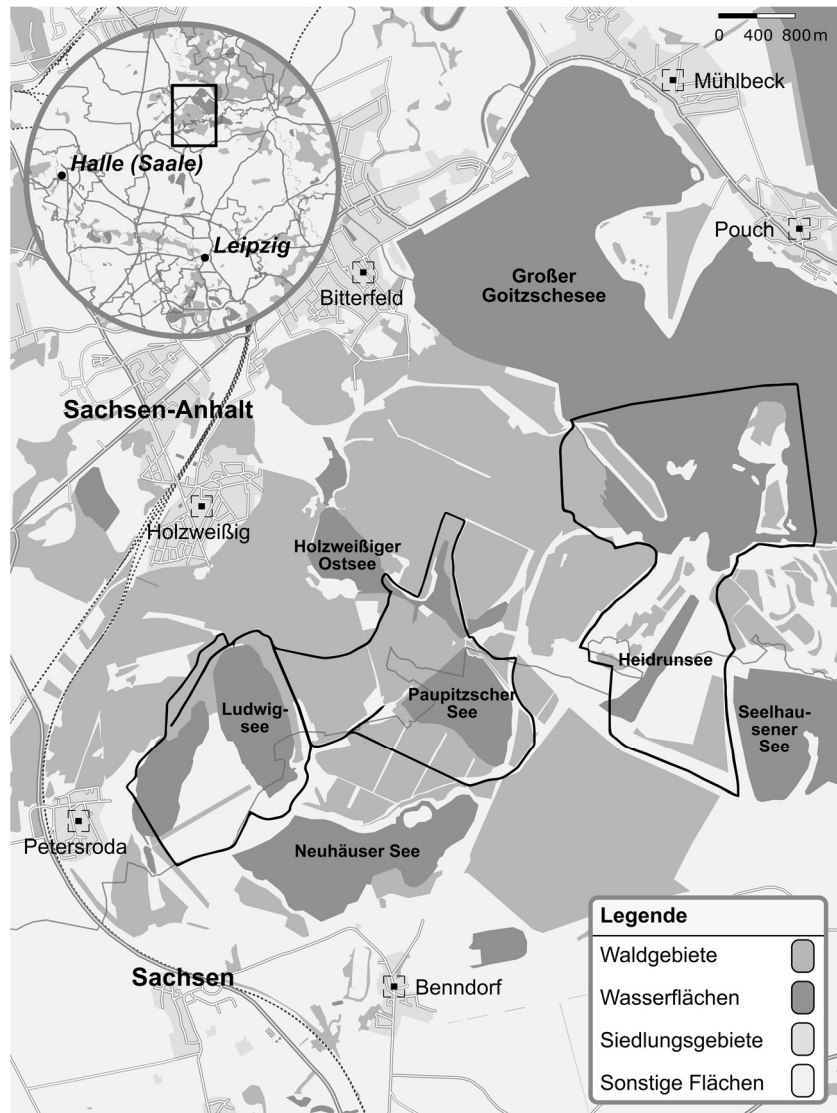 0 400 800 m
Mühlbeck
Halle (Saale)
Leipzig
Pouch
Bitterfeld
Großer
Goitzschesee
Sachsen-Anhalt
Holzweißig
Holzweißiger
Ostsee
Heidrunsee
Ludwig-
see
Paupitzscher
See
Seelhau-
sener
See
Petersroda
Neuhäuser See
Sachsen
Benndorf
Legende
Waldgebiete
Wasserflächen
Siedlungsgebiete
Sonstige Flächen